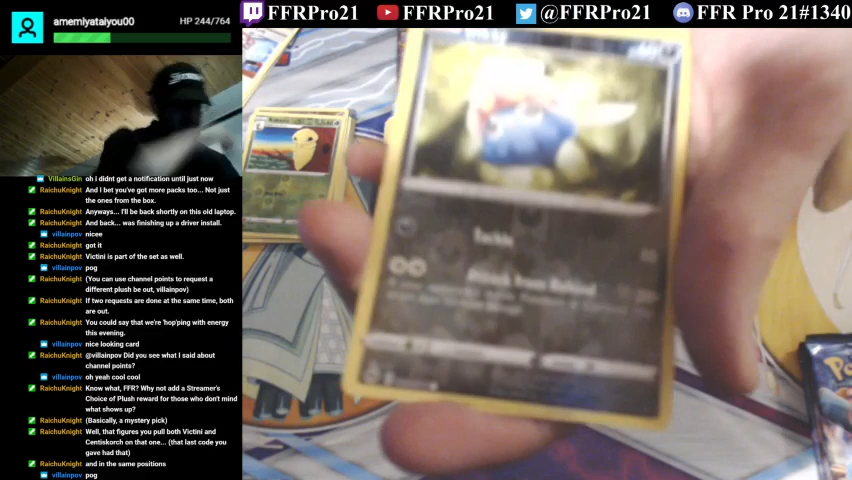 amemlyataiyou00 HP 244/764
FFRPro21 FFRPro21 @FFRPro21 FFR Pro 21#1340
VillainsGin oh i didnt get a notification until just
now
RaichuKnight And I bet you've got more packs too... Not just
the ones from the box.
RaichuKnight Anyways... I'll be back shortly on this old laptop.
RaichuKnight And back... was finishing up a driver install.
villainpov nicee
RaichuKnight got it
RaichuKnight Victini is part of the set as well.
villainpov pog
RaichuKnight (You can use channel points to request a
different plush be out, villainpov)
RaichuKnight If two requests are done at the same time, both
are out.
RaichuKnight You could say that we're 'hop'ping with energy
this evening.
villainpov nice looking card
RaichuKnight @villainpov Did you see what I said about
channel points?
villainpov oh yeah cool cool
RaichuKnight Know what, FFR? Why not add a Streamer's
Choice of Plush reward for those who don't mind
what shows up?
RaichuKnight (Basically, a mystery pick)
RaichuKnight Well, that figures you pull both Victini and
Centiskorch on that one... (that last code you
gave had that)
RaichuKnight and in the same positions
villainpov pog
Tackle
Attack from Behind